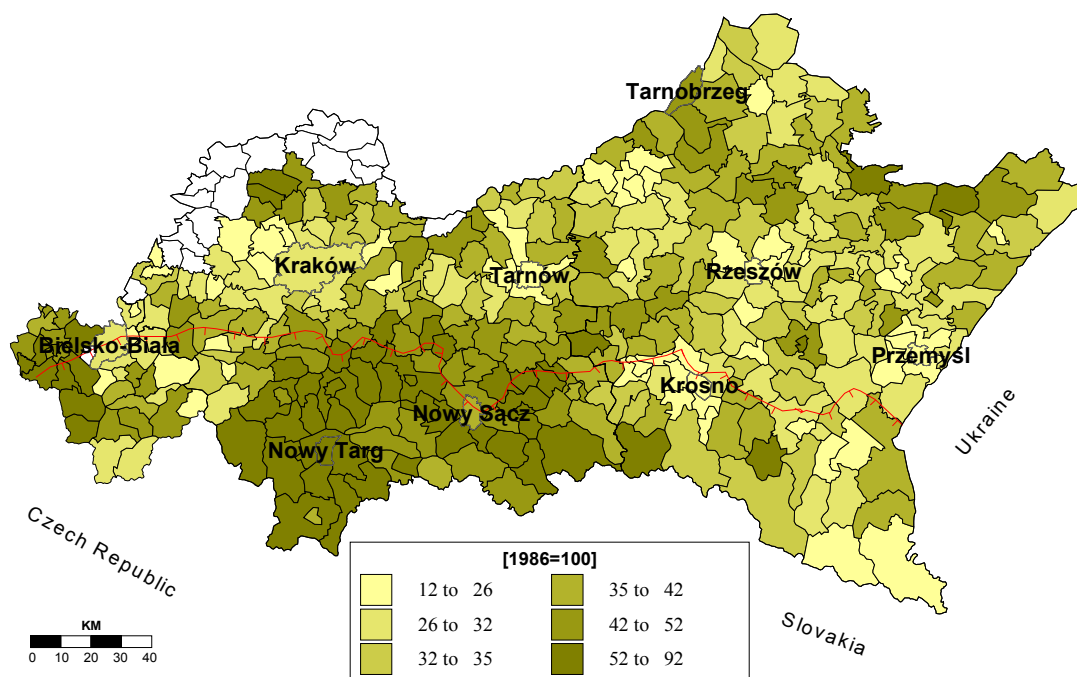 Tarnobrzeg
Kraków
Tarnów
Rzeszów
Bielsko-Biała
Przemyśl
Krosno
Nowy Sącz
Nowy Targ
Ukraine
Czech Republic
Slovakia
[1986=100]
12 to 26
26 to 32
32 to 35
35 to 42
42 to 52
52 to 92
KM
0 10 20 30 40